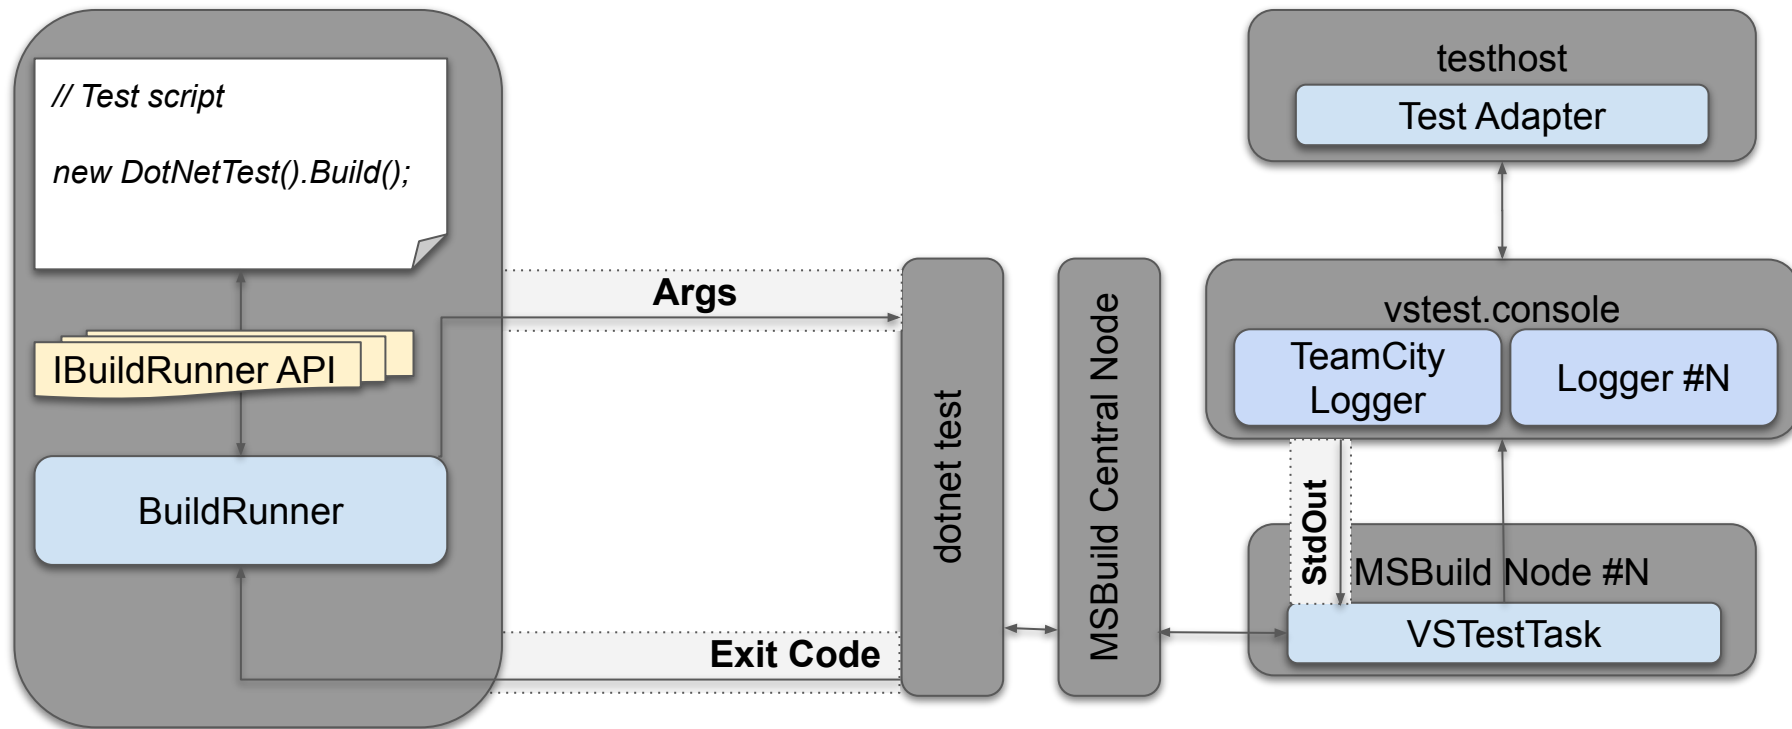 // Test script
new DotNetTest().Build();
IBuildRunner API
BuildRunner
Args
Exit Code
dotnet test
MSBuild Central Node
testhost
Test Adapter
vstest.console
TeamCity
Logger
Logger #N
StdOut
MSBuild Node #N
VSTestTask